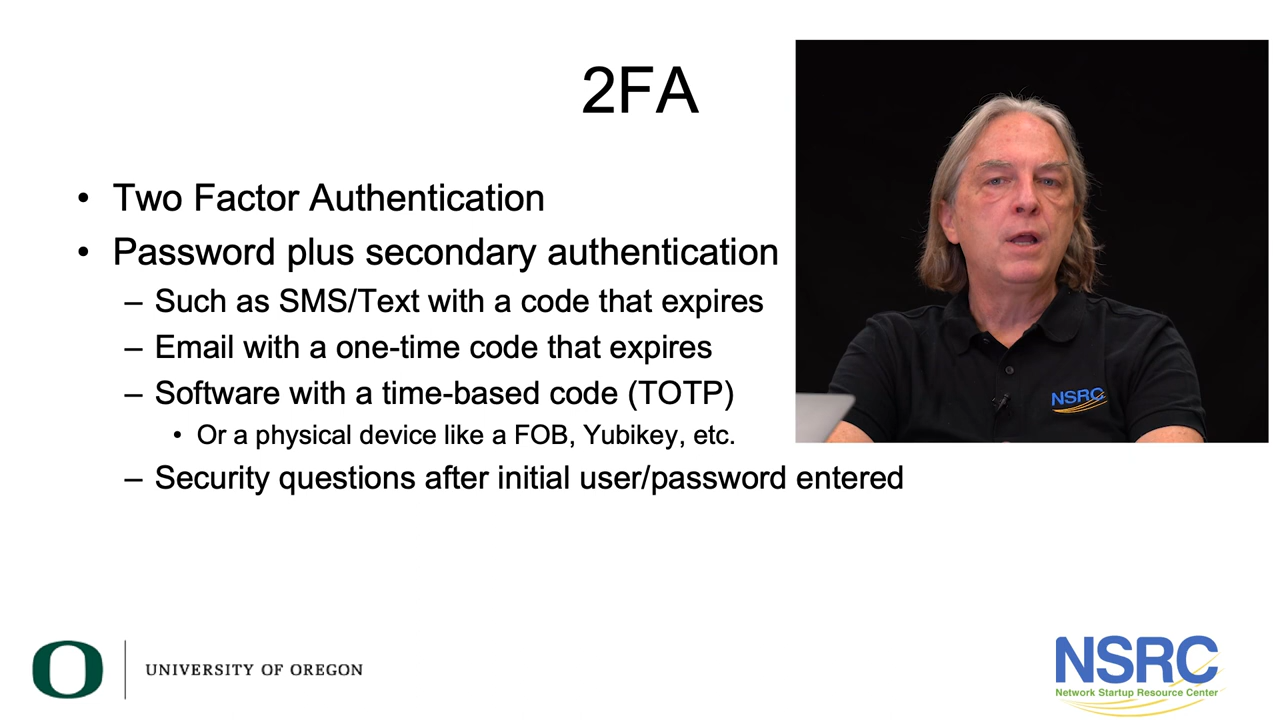 2FA
• Two Factor Authentication
• Password plus secondary authentication
– Such as SMS/Text with a code that expires
– Email with a one-time code that expires
– Software with a time-based code (TOTP)
• Or a physical device like a FOB, Yubikey, etc.
– Security questions after initial user/password entered
NSRC
O
UNIVERSITY OF OREGON
NSRC
Network Startup Resource Center